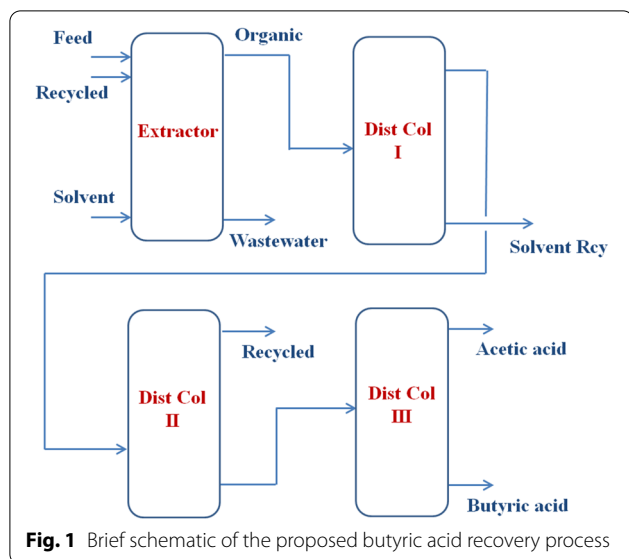 Feed
Organic
Recycled
Extractor
Dist Col
I
Solvent
Wastewater
Solvent Rcy
Recycled
Acetic acid
Dist Col
II
Dist Col
III
Butyric acid
Fig. 1 Brief schematic of the proposed butyric acid recovery process